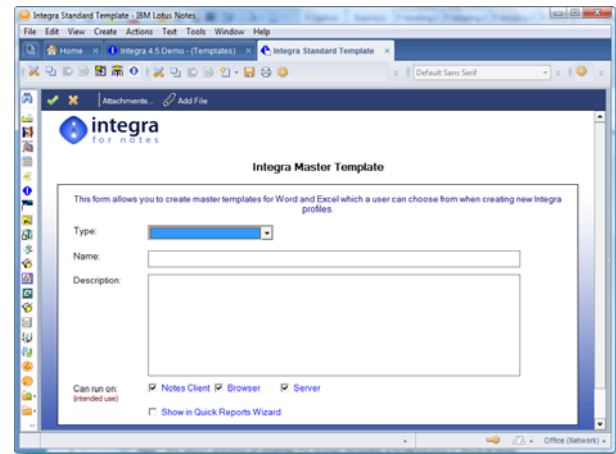 Integra Standard Template - IBM Lotus Notes
File Edit View Create Actions Text Tools Window Help
Home Integra 4.5 Demo - (Templates) Integra Standard Template
Default Sans Serif
Attachments... Add File
integra
for notes
Integra Master Template
This form allows you to create master templates for Word and Excel which a user can choose from when creating new Integra
profiles.
Type:
Name:
Description:
Can run on: Notes Client Browser Server
(intended use)
Show in Quick Reports Wizard
Office (Network)